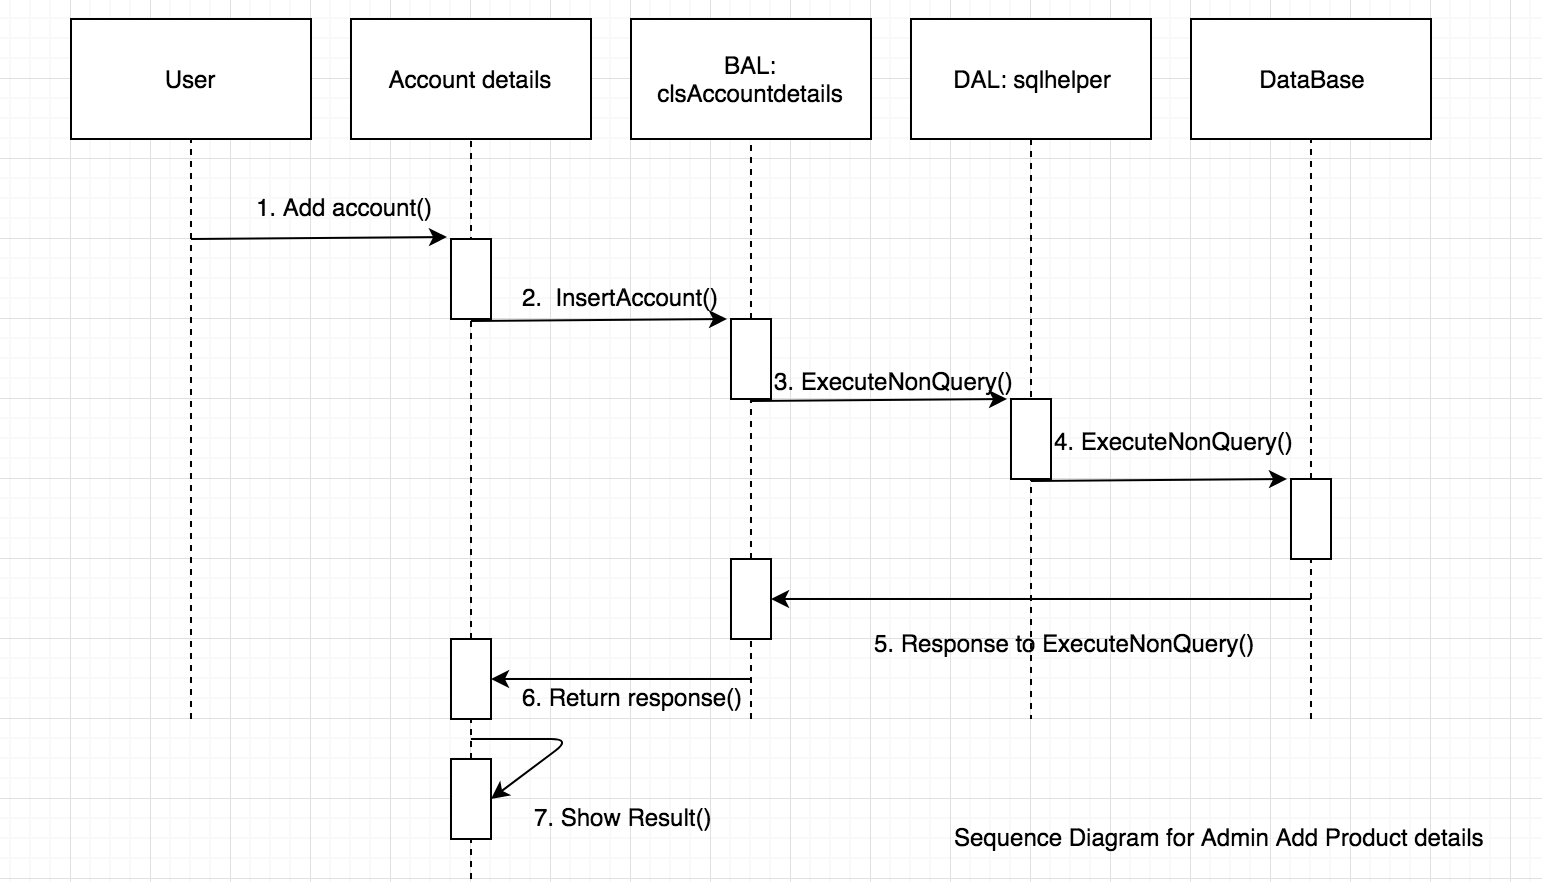 User
Account details
BAL:
clsAccountdetails
DAL: sqlhelper
DataBase
1. Add account()
2.  InsertAccount()
3. ExecuteNonQuery()
4. ExecuteNonQuery()
5. Response to ExecuteNonQuery()
6. Return response()
7. Show Result()
Sequence Diagram for Admin Add Product details